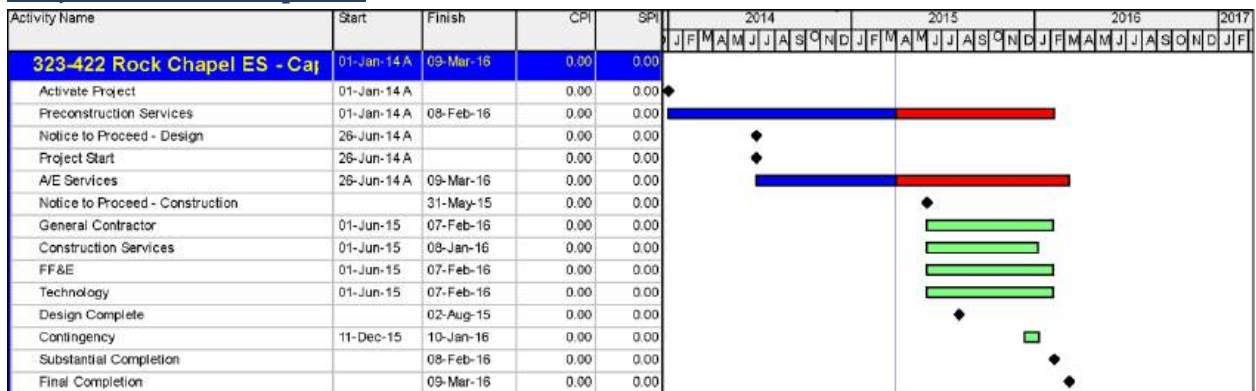 Activity Name Start Finish CPI SPI 2014 2015 2016 2017
J F M A M J J A S O N D J F M A M J J A S O N D J F M A M J J A S O N D J F
323-422 Rock Chapel ES - Cap 01-Jan-14 A 09-Mar-16 0.00 0.00
Activate Project 01-Jan-14 A 0.00 0.00
Preconstruction Services 01-Jan-14 A 08-Feb-16 0.00 0.00
Notice to Proceed - Design 26-Jun-14 A 0.00 0.00
Project Start 26-Jun-14 A 0.00 0.00
A/E Services 26-Jun-14 A 09-Mar-16 0.00 0.00
Notice to Proceed - Construction 31-May-15 0.00 0.00
General Contractor 01-Jun-15 07-Feb-16 0.00 0.00
Construction Services 01-Jun-15 08-Jan-16 0.00 0.00
FF&E 01-Jun-15 07-Feb-16 0.00 0.00
Technology 01-Jun-15 07-Feb-16 0.00 0.00
Design Complete 02-Aug-15 0.00 0.00
Contingency 11-Dec-15 10-Jan-16 0.00 0.00
Substantial Completion 08-Feb-16 0.00 0.00
Final Completion 09-Mar-16 0.00 0.00